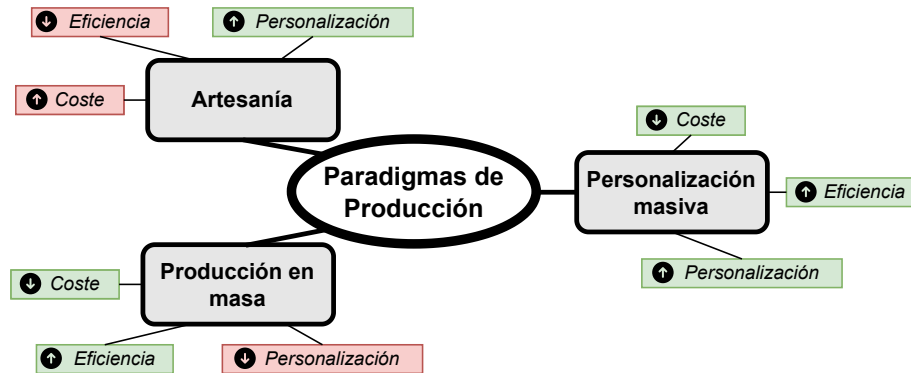 Eficiencia
Personalización
Artesanía
Coste
Paradigmas de
Producción
Coste
Personalización
masiva
Eficiencia
Personalización
Producción en
masa
Coste
Eficiencia
Personalización